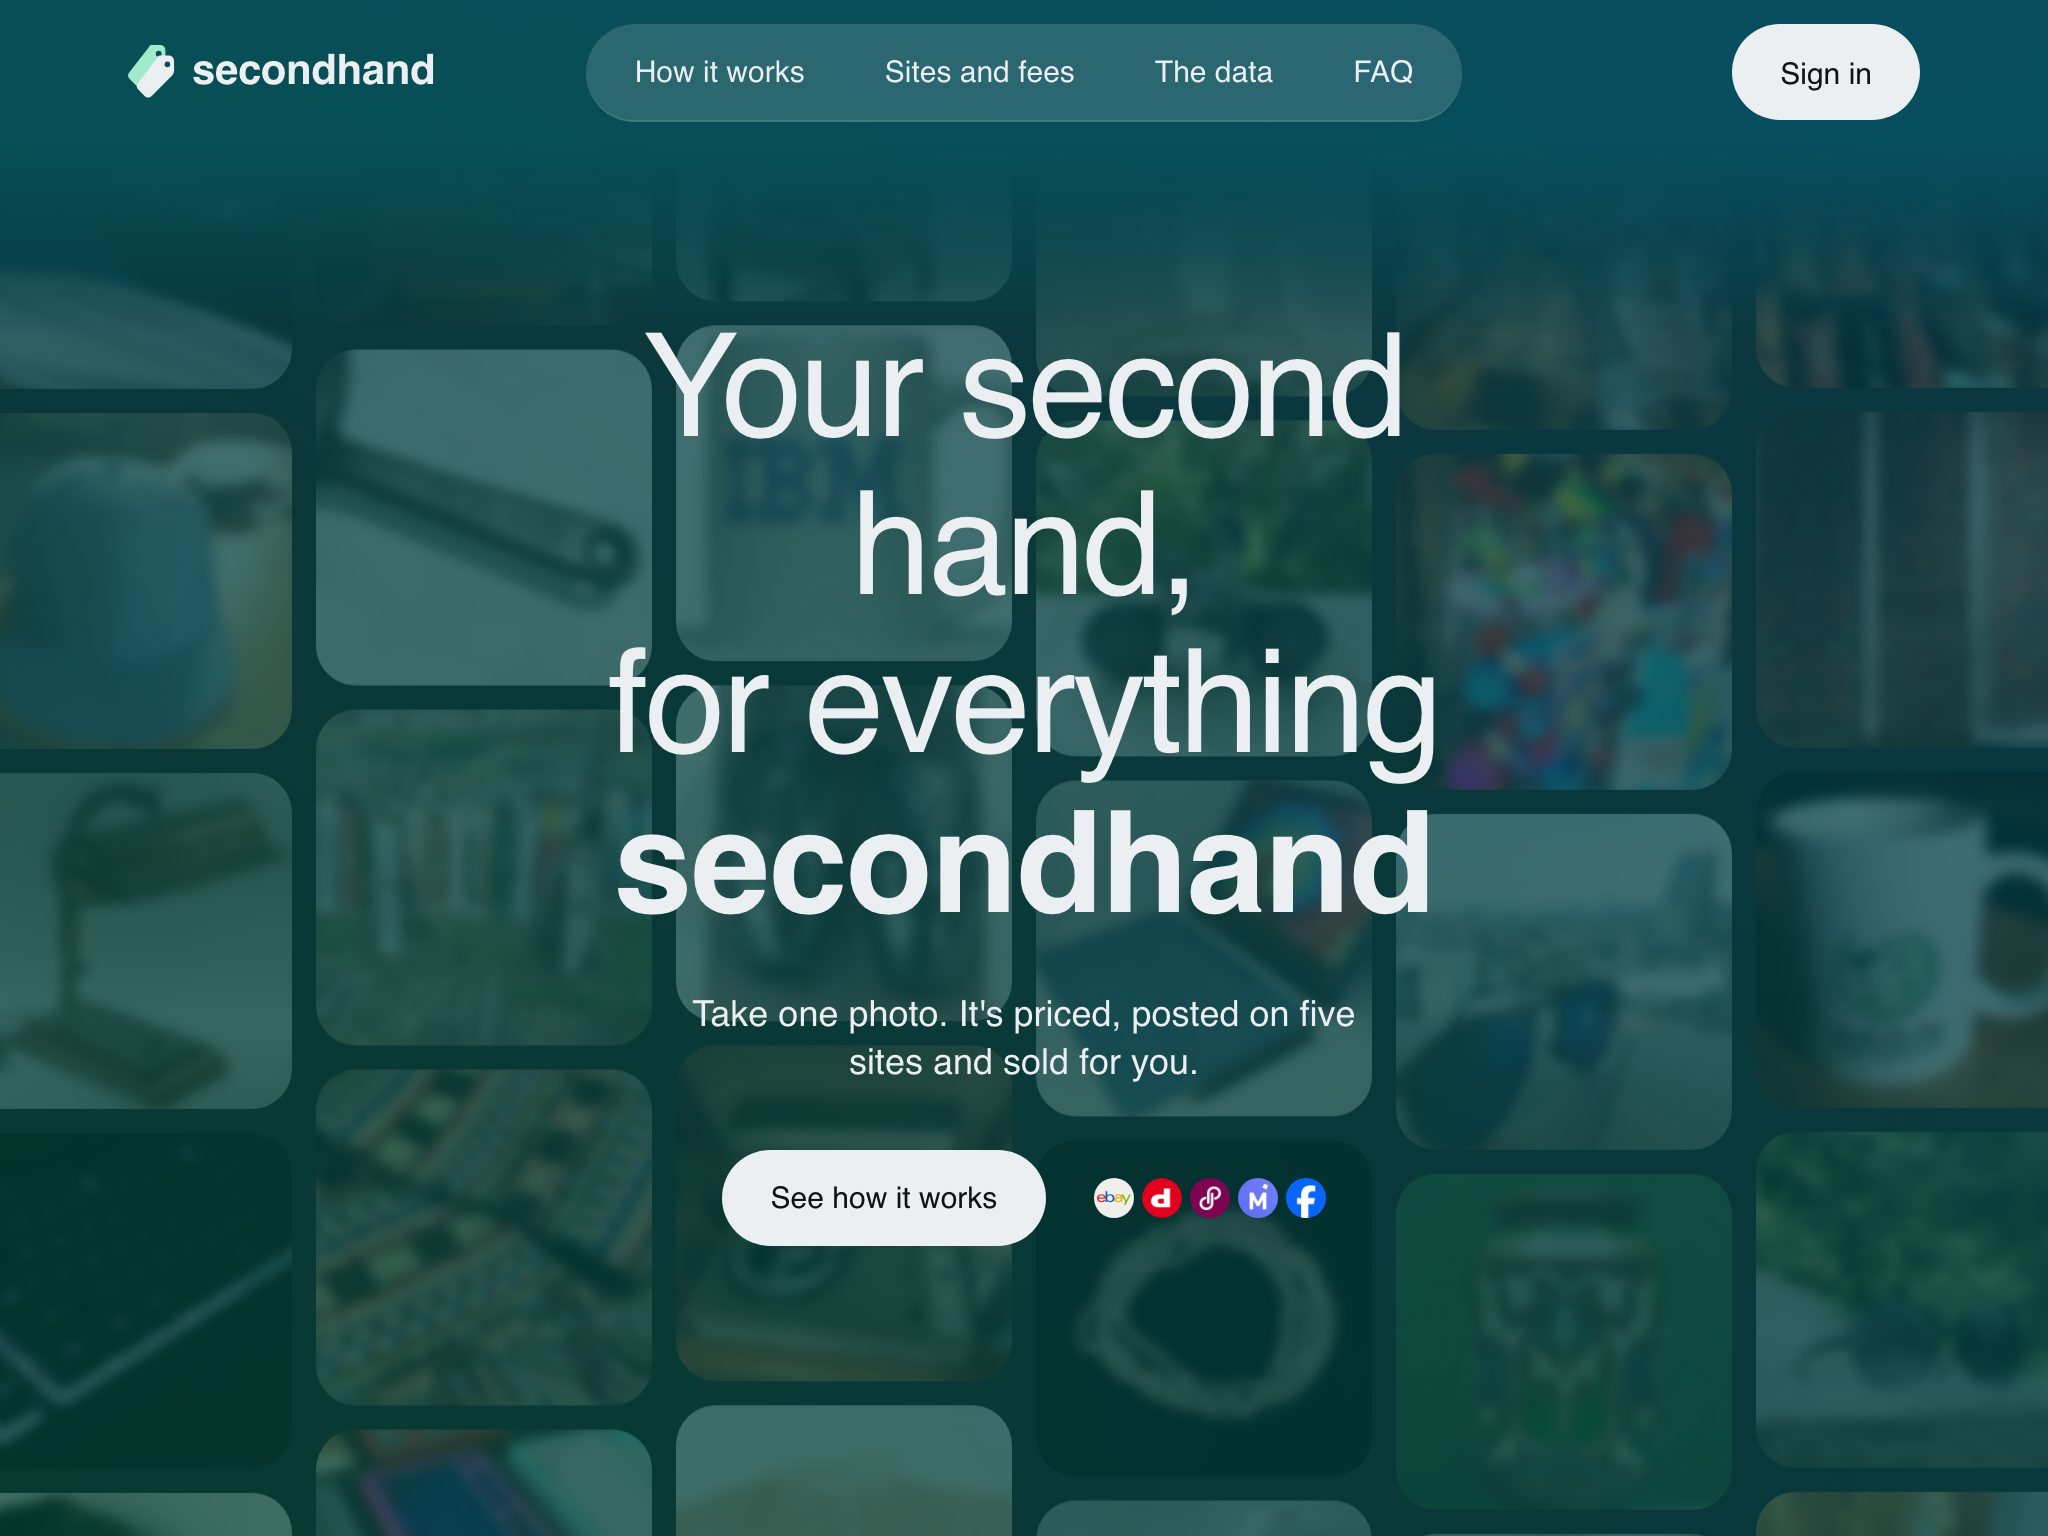 secondhand
How it works
Sites and fees
The data
FAQ
Sign in
Your second
hand,
for everything
secondhand
IBM
Take one photo. It's priced, posted on five
sites and sold for you.
See how it works
ebay